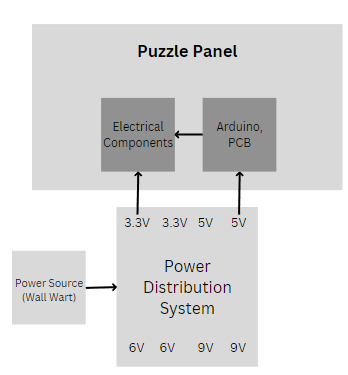 Puzzle Panel
Electrical
Components
Arduino,
PCB
3.3V 3.3V 5V 5V
Power Source
(Wall Wart)
Power
Distribution
System
6V 6V 9V 9V